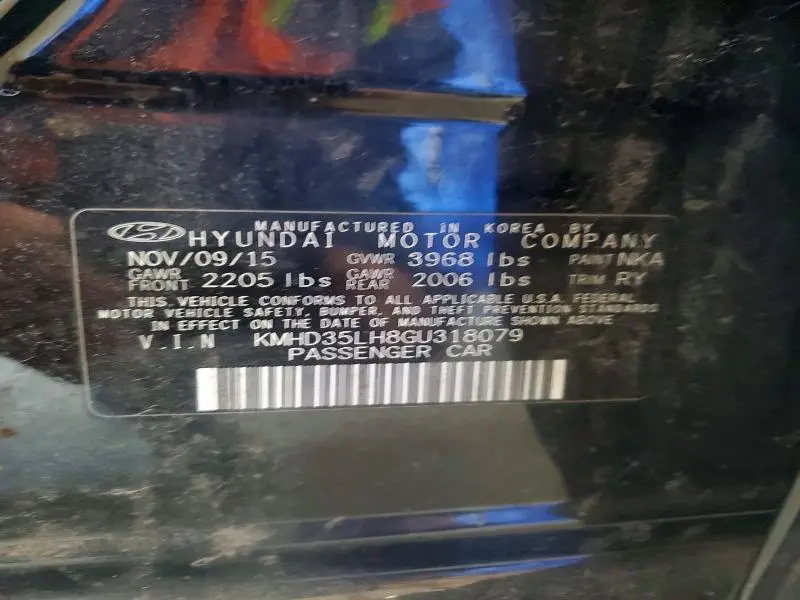 MANUFACTURED IN KOREA BY
HYUNDAI MOTOR COMPANY
NOV/09/15 GVWR 3968 lbs PAINT NKA
GAWR FRONT 2205 lbs GAWR REAR 2006 lbs TRIM RY
THIS VEHICLE CONFORMS TO ALL APPLICABLE U.S.A. FEDERAL
MOTOR VEHICLE SAFETY, BUMPER, AND THEFT PREVENTION STANDARDS
IN EFFECT ON THE DATE OF MANUFACTURE SHOWN ABOVE
V I N KMHD35LH8GU318079
PASSENGER CAR